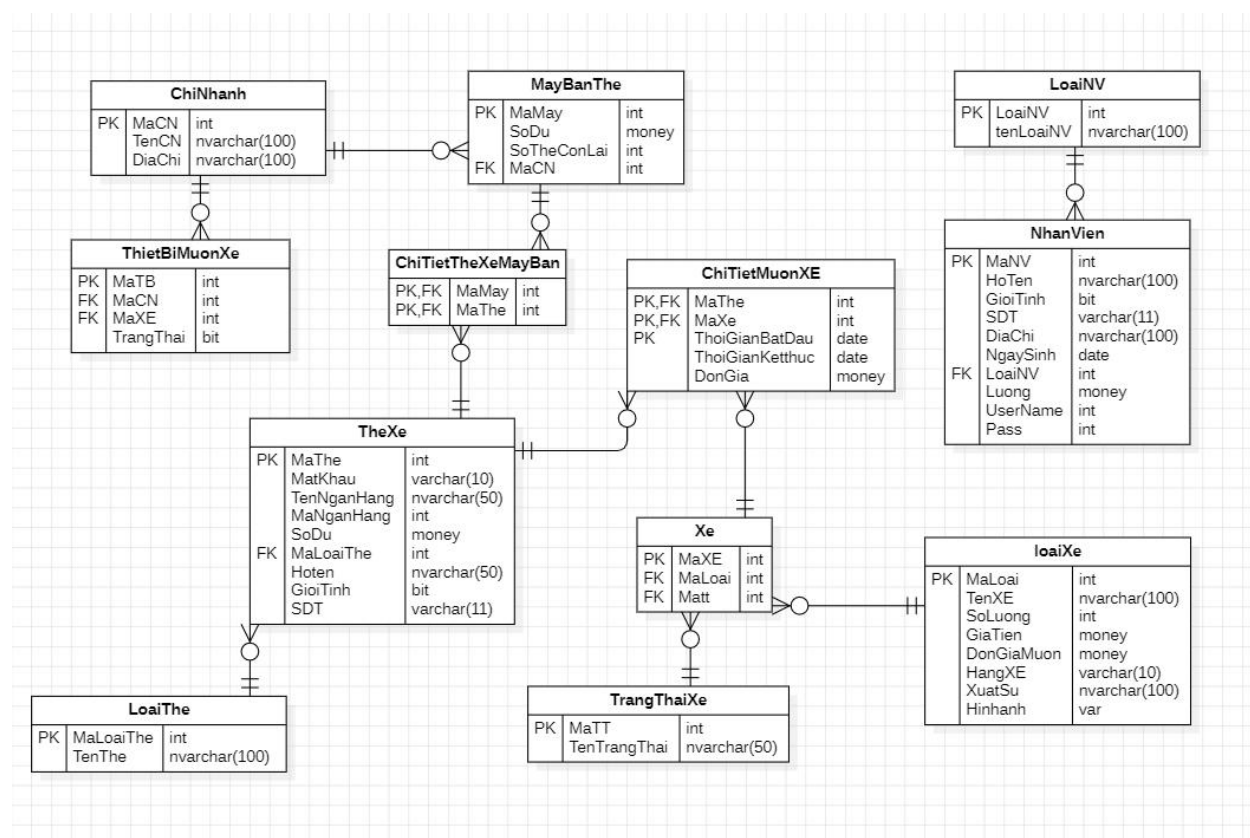 ChiNhanh
PK MaCN int
TenCN nvarchar(100)
DiaChi nvarchar(100)
MayBanThe
PK MaMay int
SoDu money
SoTheConLai int
FK MaCN int
LoaiNV
PK LoaiNV int
tenLoaiNV nvarchar(100)
ThietBiMuonXe
PK MaTB int
FK MaCN int
FK MaXE int
TrangThai bit
ChiTietTheXeMayBan
PK,FK MaMay int
PK,FK MaThe int
ChiTietMuonXE
PK,FK MaThe int
PK,FK MaXe int
PK ThoiGianBatDau date
ThoiGianKetthuc date
DonGia money
NhanVien
PK MaNV int
HoTen nvarchar(100)
GioiTinh bit
SDT varchar(11)
DiaChi nvarchar(100)
NgaySinh date
FK LoaiNV int
Luong money
UserName int
Pass int
TheXe
PK MaThe int
MatKhau varchar(10)
TenNganHang nvarchar(50)
MaNganHang int
SoDu money
FK MaLoaiThe int
Hoten nvarchar(50)
GioiTinh bit
SDT varchar(11)
Xe
PK MaXE int
FK MaLoai int
FK Matt int
loaiXe
PK MaLoai int
TenXE nvarchar(100)
SoLuong int
GiaTien money
DonGiaMuon money
HangXE varchar(10)
XuatSu nvarchar(100)
Hinhanh var
LoaiThe
PK MaLoaiThe int
TenThe nvarchar(100)
TrangThaiXe
PK MaTT int
TenTrangThai nvarchar(50)